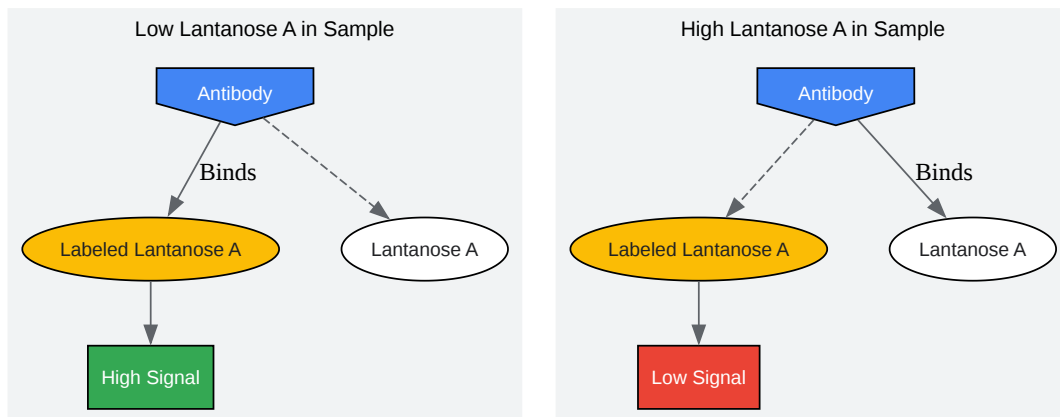 Low Lantanose A in Sample
Antibody
Binds
Labeled Lantanose A
Lantanose A
High Signal
High Lantanose A in Sample
Antibody
Binds
Labeled Lantanose A
Lantanose A
Low Signal